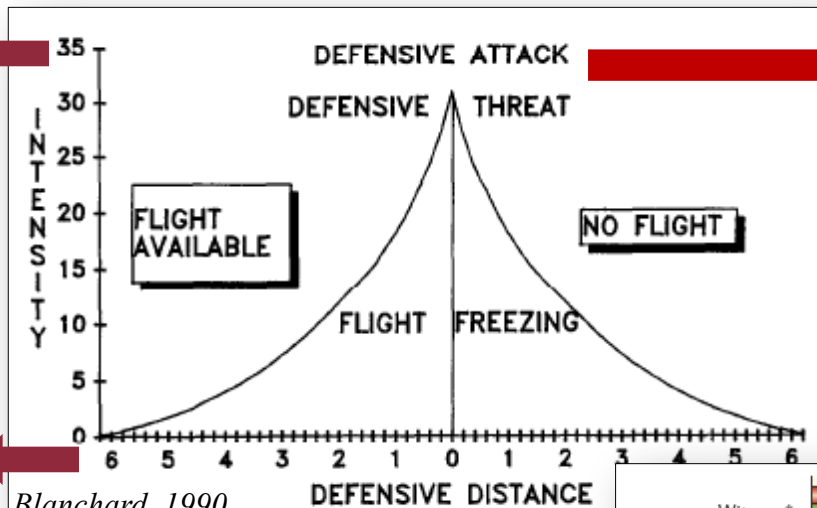 35
DEFENSIVE ATTACK
30
DEFENSIVE THREAT
25
INTENSITY
FLIGHT
AVAILABLE
20
NO FLIGHT
15
10
FLIGHT FREEZING
5
0
6 5 4 3 2 1 0 1 2 3 4 5 6
DEFENSIVE DISTANCE
Blanchard, 1990